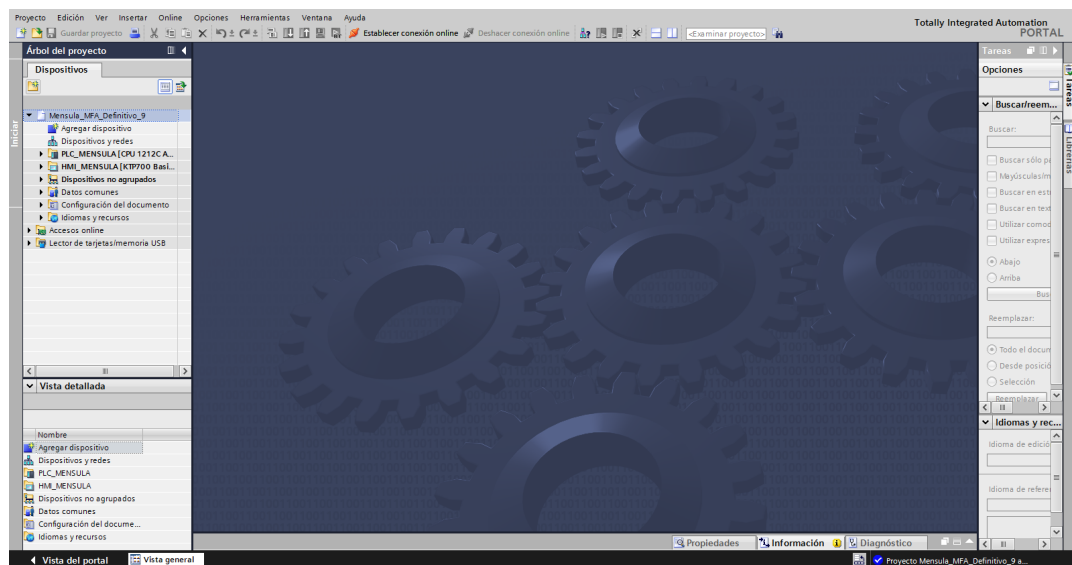 Proyecto Edición Ver Insertar Online Opciones Herramientas Ventana Ayuda
Totally Integrated Automation
PORTAL
Guardar proyecto Establecer conexión online Deshacer conexión online <Examinar proyecto>
Árbol del proyecto
Tareas
Dispositivos
Opciones
Iniciar
Tareas
Librerías
Mensula_MFA_Definitivo_9
Agregar dispositivo
Dispositivos y redes
PLC_MENSULA [CPU 1212C A...
HMI_MENSULA [KTP700 Basi...
Dispositivos no agrupados
Datos comunes
Configuración del documento
Idiomas y recursos
Accesos online
Lector de tarjetas/memoria USB
Buscar/reem...
Buscar:
Buscar sólo pa
Mayúsculas/m
Buscar en estr
Buscar en text
Utilizar comod
Utilizar expres
Abajo
Arriba
Bus
Reemplazar:
Todo el docum
Desde posició
Selección
Reemplazar
Idiomas y rec...
Idioma de edició
Idioma de referen
Vista detallada
Nombre
Agregar dispositivo
Dispositivos y redes
PLC_MENSULA
HMI_MENSULA
Dispositivos no agrupados
Datos comunes
Configuración del docume...
Idiomas y recursos
Propiedades Información Diagnóstico
Vista del portal Vista general
Proyecto Mensula_MFA_Definitivo_9 a...